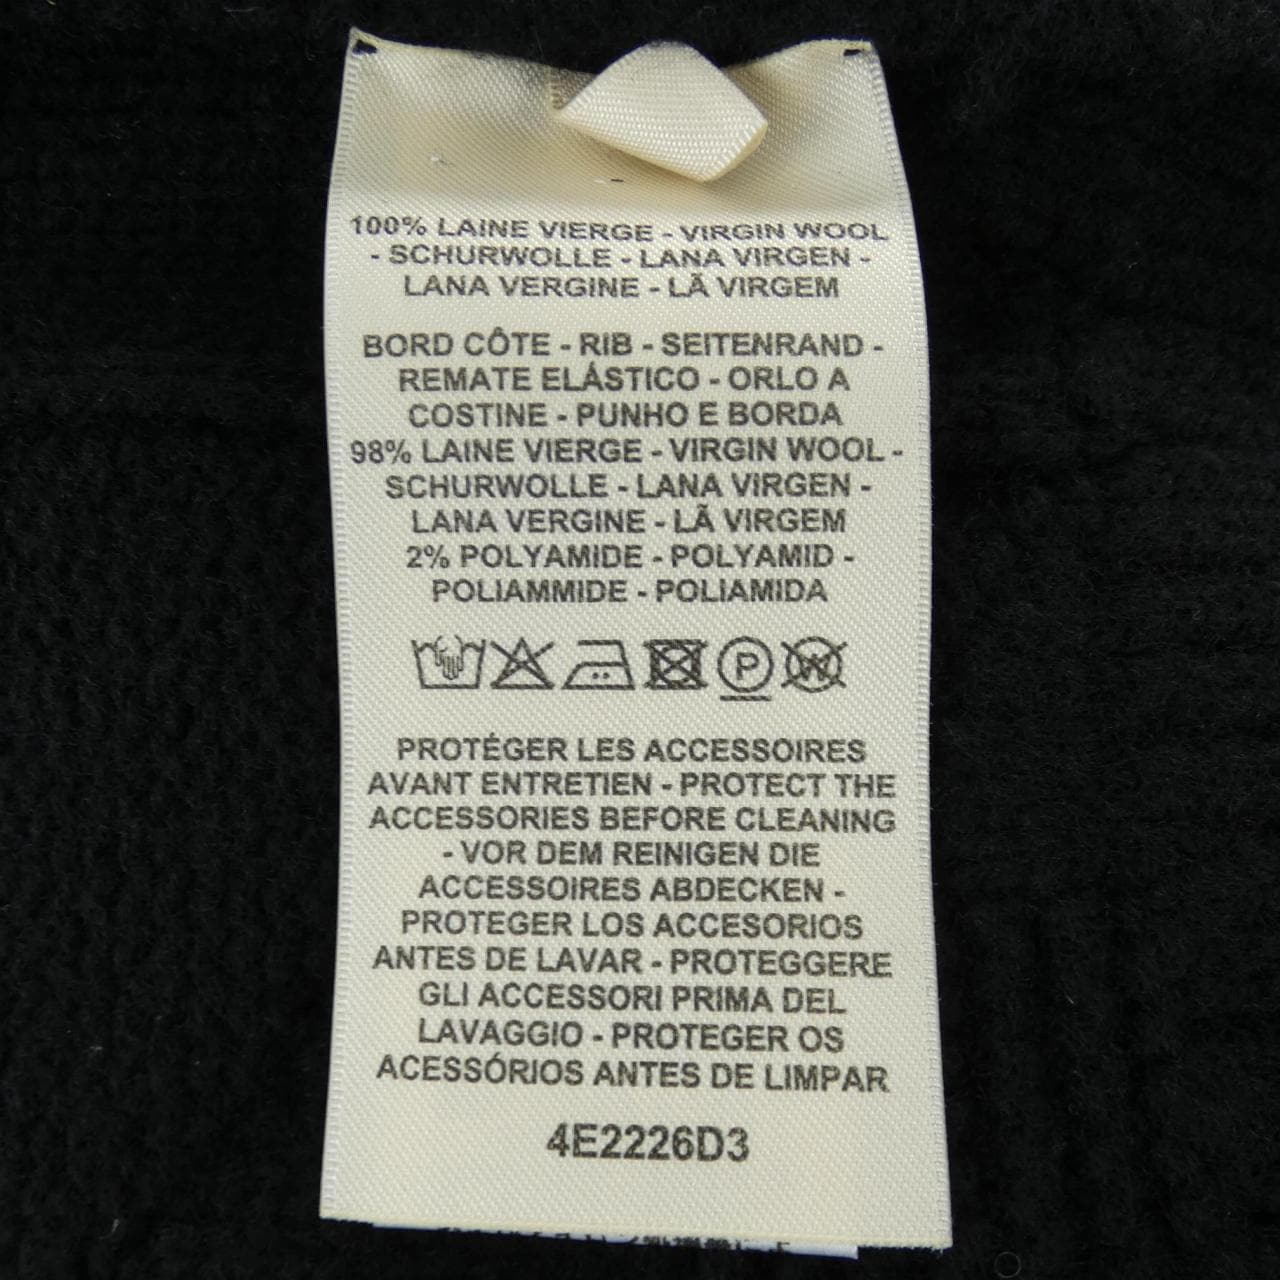 100% LAINE VIERGE - VIRGIN WOOL
- SCHURWOLLE - LANA VIRGEN -
LANA VERGINE - LÃ VIRGEM
BORD CÔTE - RIB - SEITENRAND -
REMATE ELÁSTICO - ORLO A
COSTINE - PUNHO E BORDA
98% LAINE VIERGE - VIRGIN WOOL -
SCHURWOLLE - LANA VIRGEN -
LANA VERGINE - LÃ VIRGEM
2% POLYAMIDE - POLYAMID -
POLIAMMIDE - POLIAMIDA
P W
PROTÉGER LES ACCESSOIRES
AVANT ENTRETIEN - PROTECT THE
ACCESSORIES BEFORE CLEANING
- VOR DEM REINIGEN DIE
ACCESSOIRES ABDECKEN -
PROTEGER LOS ACCESORIOS
ANTES DE LAVAR - PROTEGGERE
GLI ACCESSORI PRIMA DEL
LAVAGGIO - PROTEGER OS
ACESSÓRIOS ANTES DE LIMPAR
4E2226D3